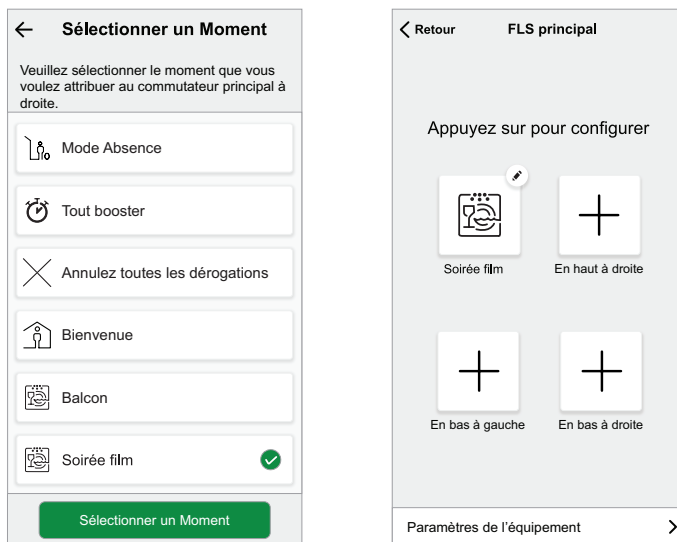 Sélectionner un Moment
Veuillez sélectionner le moment que vous
voulez attribuer au commutateur principal à
droite.
Mode Absence
Tout booster
Annulez toutes les dérogations
Bienvenue
Balcon
Soirée film
Sélectionner un Moment
Retour
FLS principal
Appuyez sur pour configurer
Soirée film
En haut à droite
En bas à gauche
En bas à droite
Paramètres de l'équipement